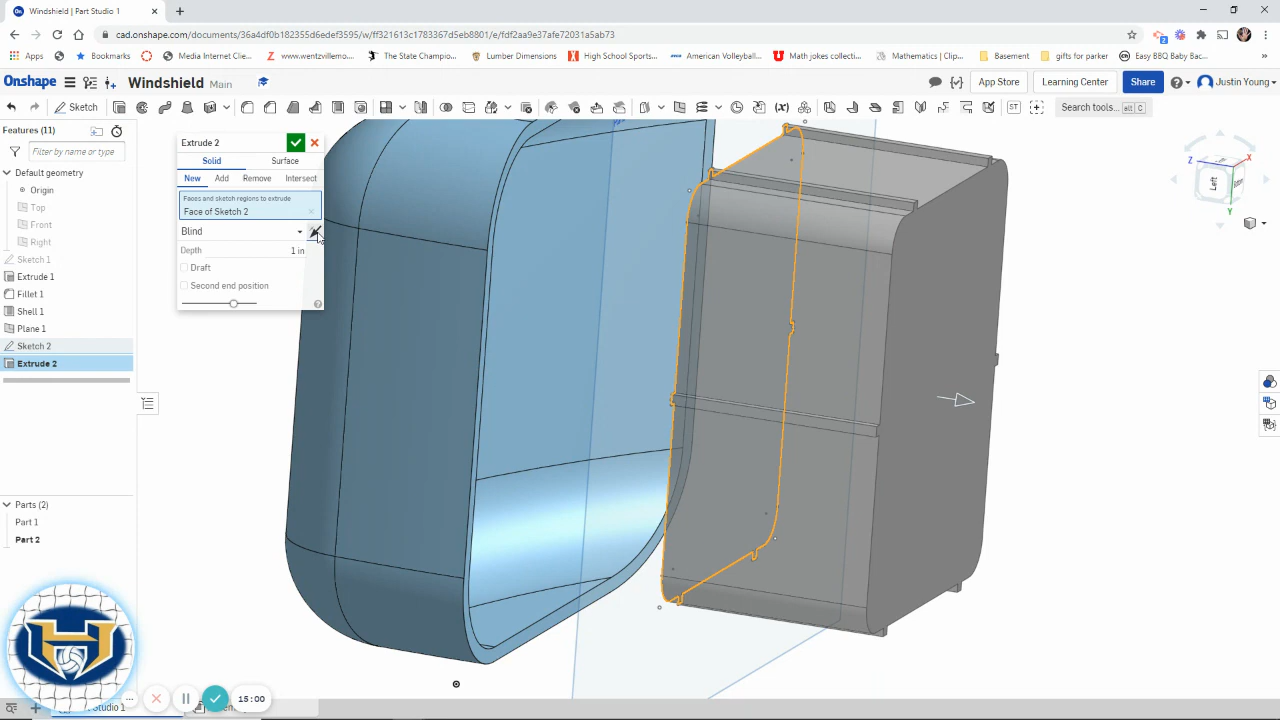 Windshield | Part Studio 1
cad.onshape.com/documents/36a4df0b182355d6edef3595/w/ff321613c1783367d5eb8801/e/fdf2aa9e37afe72031a5ab73
Apps
Bookmarks
Media Internet Clic...
www.wentzvillemo...
The State Champio...
Lumber Dimensions
High School Sports...
American Volleyball...
Math jokes collecti...
Mathematics | Clip...
Basement
gifts for parker
Easy BBQ Baby Bac...
Onshape
Windshield Main
App Store
Learning Center
Share
Justin Young
Sketch
Search tools...
alt C
Features (11)
Filter by name or type
Default geometry
Origin
Top
Front
Right
Sketch 1
Extrude 1
Fillet 1
Shell 1
Plane 1
Sketch 2
Extrude 2
Parts (2)
Part 1
Part 2
Extrude 2
Solid Surface
New Add Remove Intersect
Faces and sketch regions to extrude
Face of Sketch 2
Blind
Depth 1 in
Draft
Second end position
Z X
Left
Y
15:00